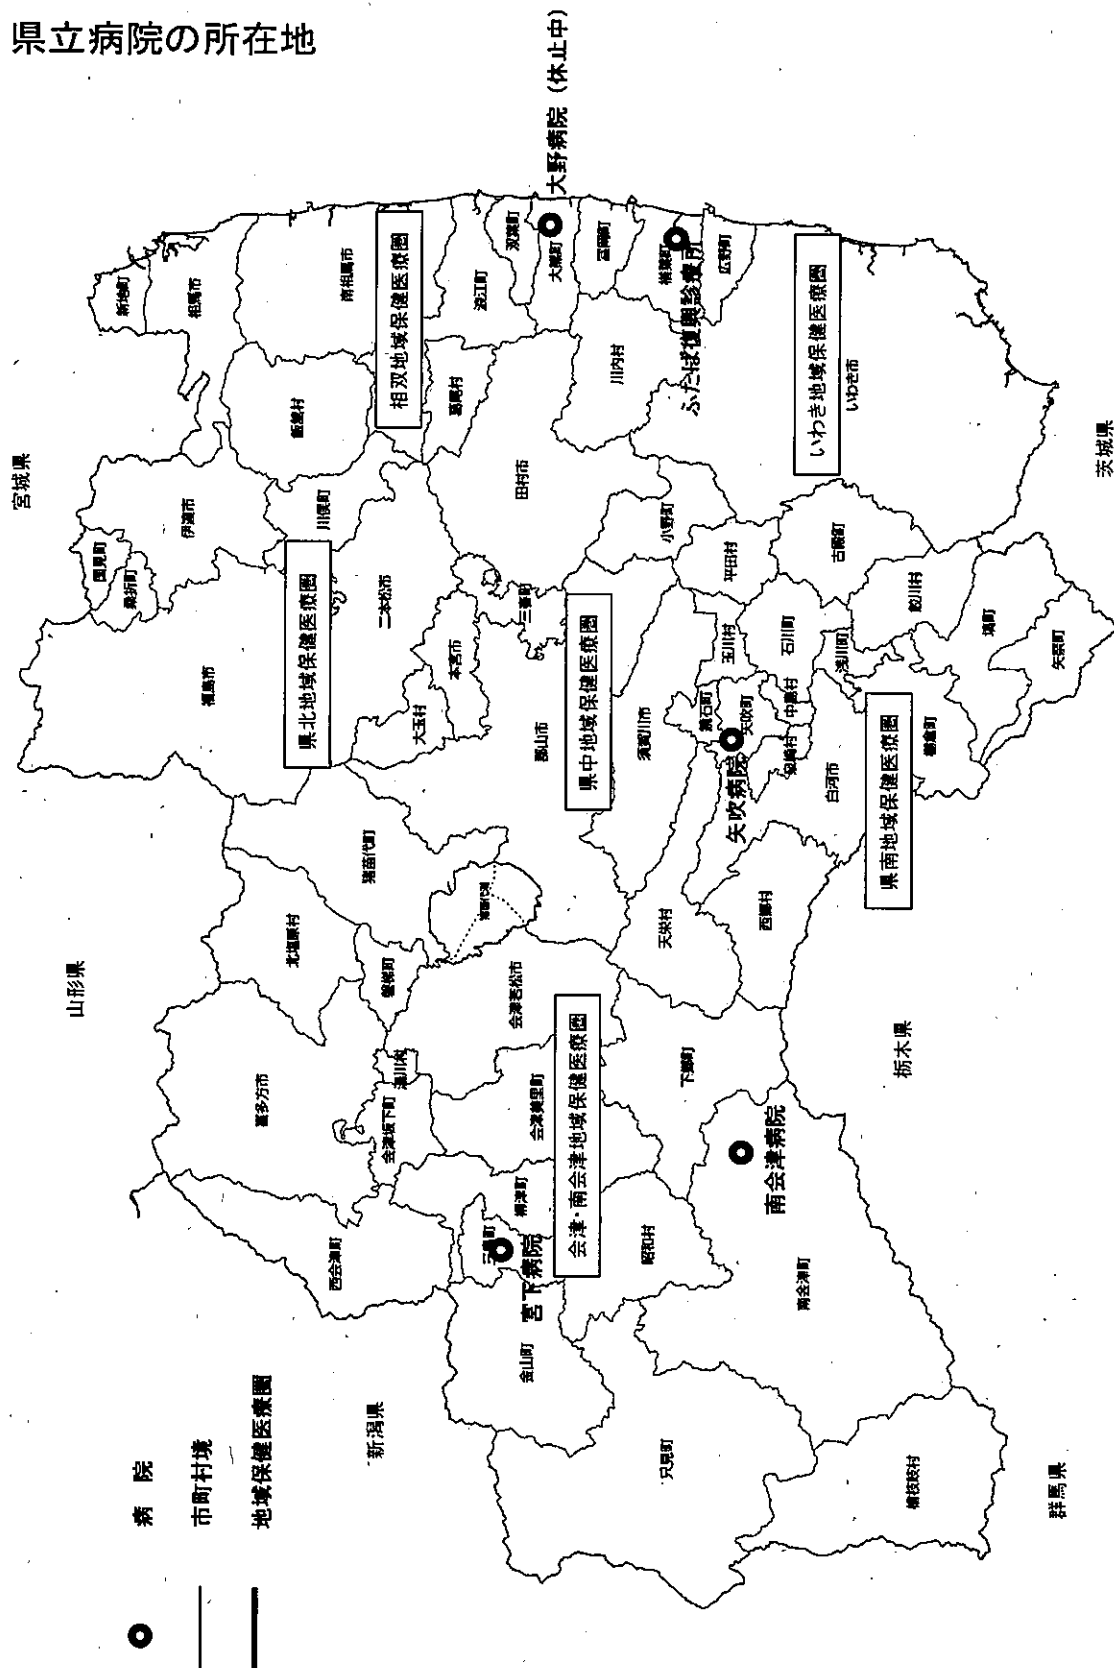 県立病院の所在地
病　院
市町村境
地域保健医療圏
宮城県
山形県
新潟県
群馬県
栃木県
茨城県
県北地域保健医療圏
相双地域保健医療圏
県中地域保健医療圏
いわき地域保健医療圏
県南地域保健医療圏
会津・南会津地域保健医療圏
大野病院（休止中）
ふたば復興診療所
矢吹病院
南会津病院
宮下病院
新地町
相馬市
南相馬市
飯舘村
浪江町
双葉町
大熊町
富岡町
楢葉町
広野町
川内村
葛尾村
いわき市
国見町
桑折町
伊達市
福島市
川俣町
二本松市
大玉村
本宮市
三春町
田村市
小野町
平田村
古殿町
郡山市
須賀川市
玉川村
石川町
浅川町
鏡石町
天栄村
矢吹町
中島村
泉崎村
白河市
西郷村
棚倉町
鮫川村
塙町
矢祭町
猪苗代町
猪苗代湖
北塩原村
磐梯町
会津若松市
喜多方市
湯川村
会津坂下町
会津美里町
柳津町
三島町
西会津町
金山町
昭和村
下郷町
南会津町
只見町
檜枝岐村